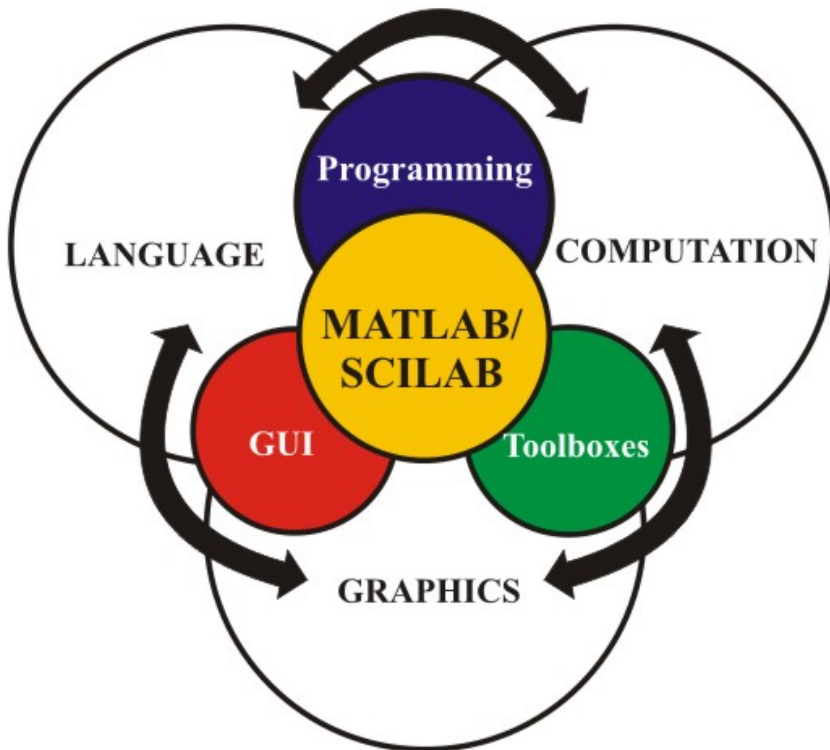 Programming
LANGUAGE
COMPUTATION
MATLAB/
SCILAB
GUI
Toolboxes
GRAPHICS